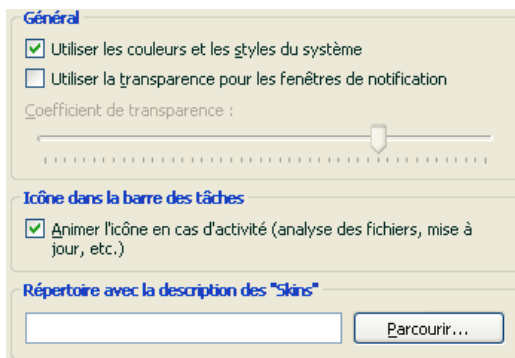 Général
Utiliser les couleurs et les styles du système
Utiliser la transparence pour les fenêtres de notification
Coefficient de transparence :
Icône dans la barre des tâches
Animer l'icône en cas d'activité (analyse des fichiers, mise à
jour, etc.)
Répertoire avec la description des "Skins"
Parcourir...